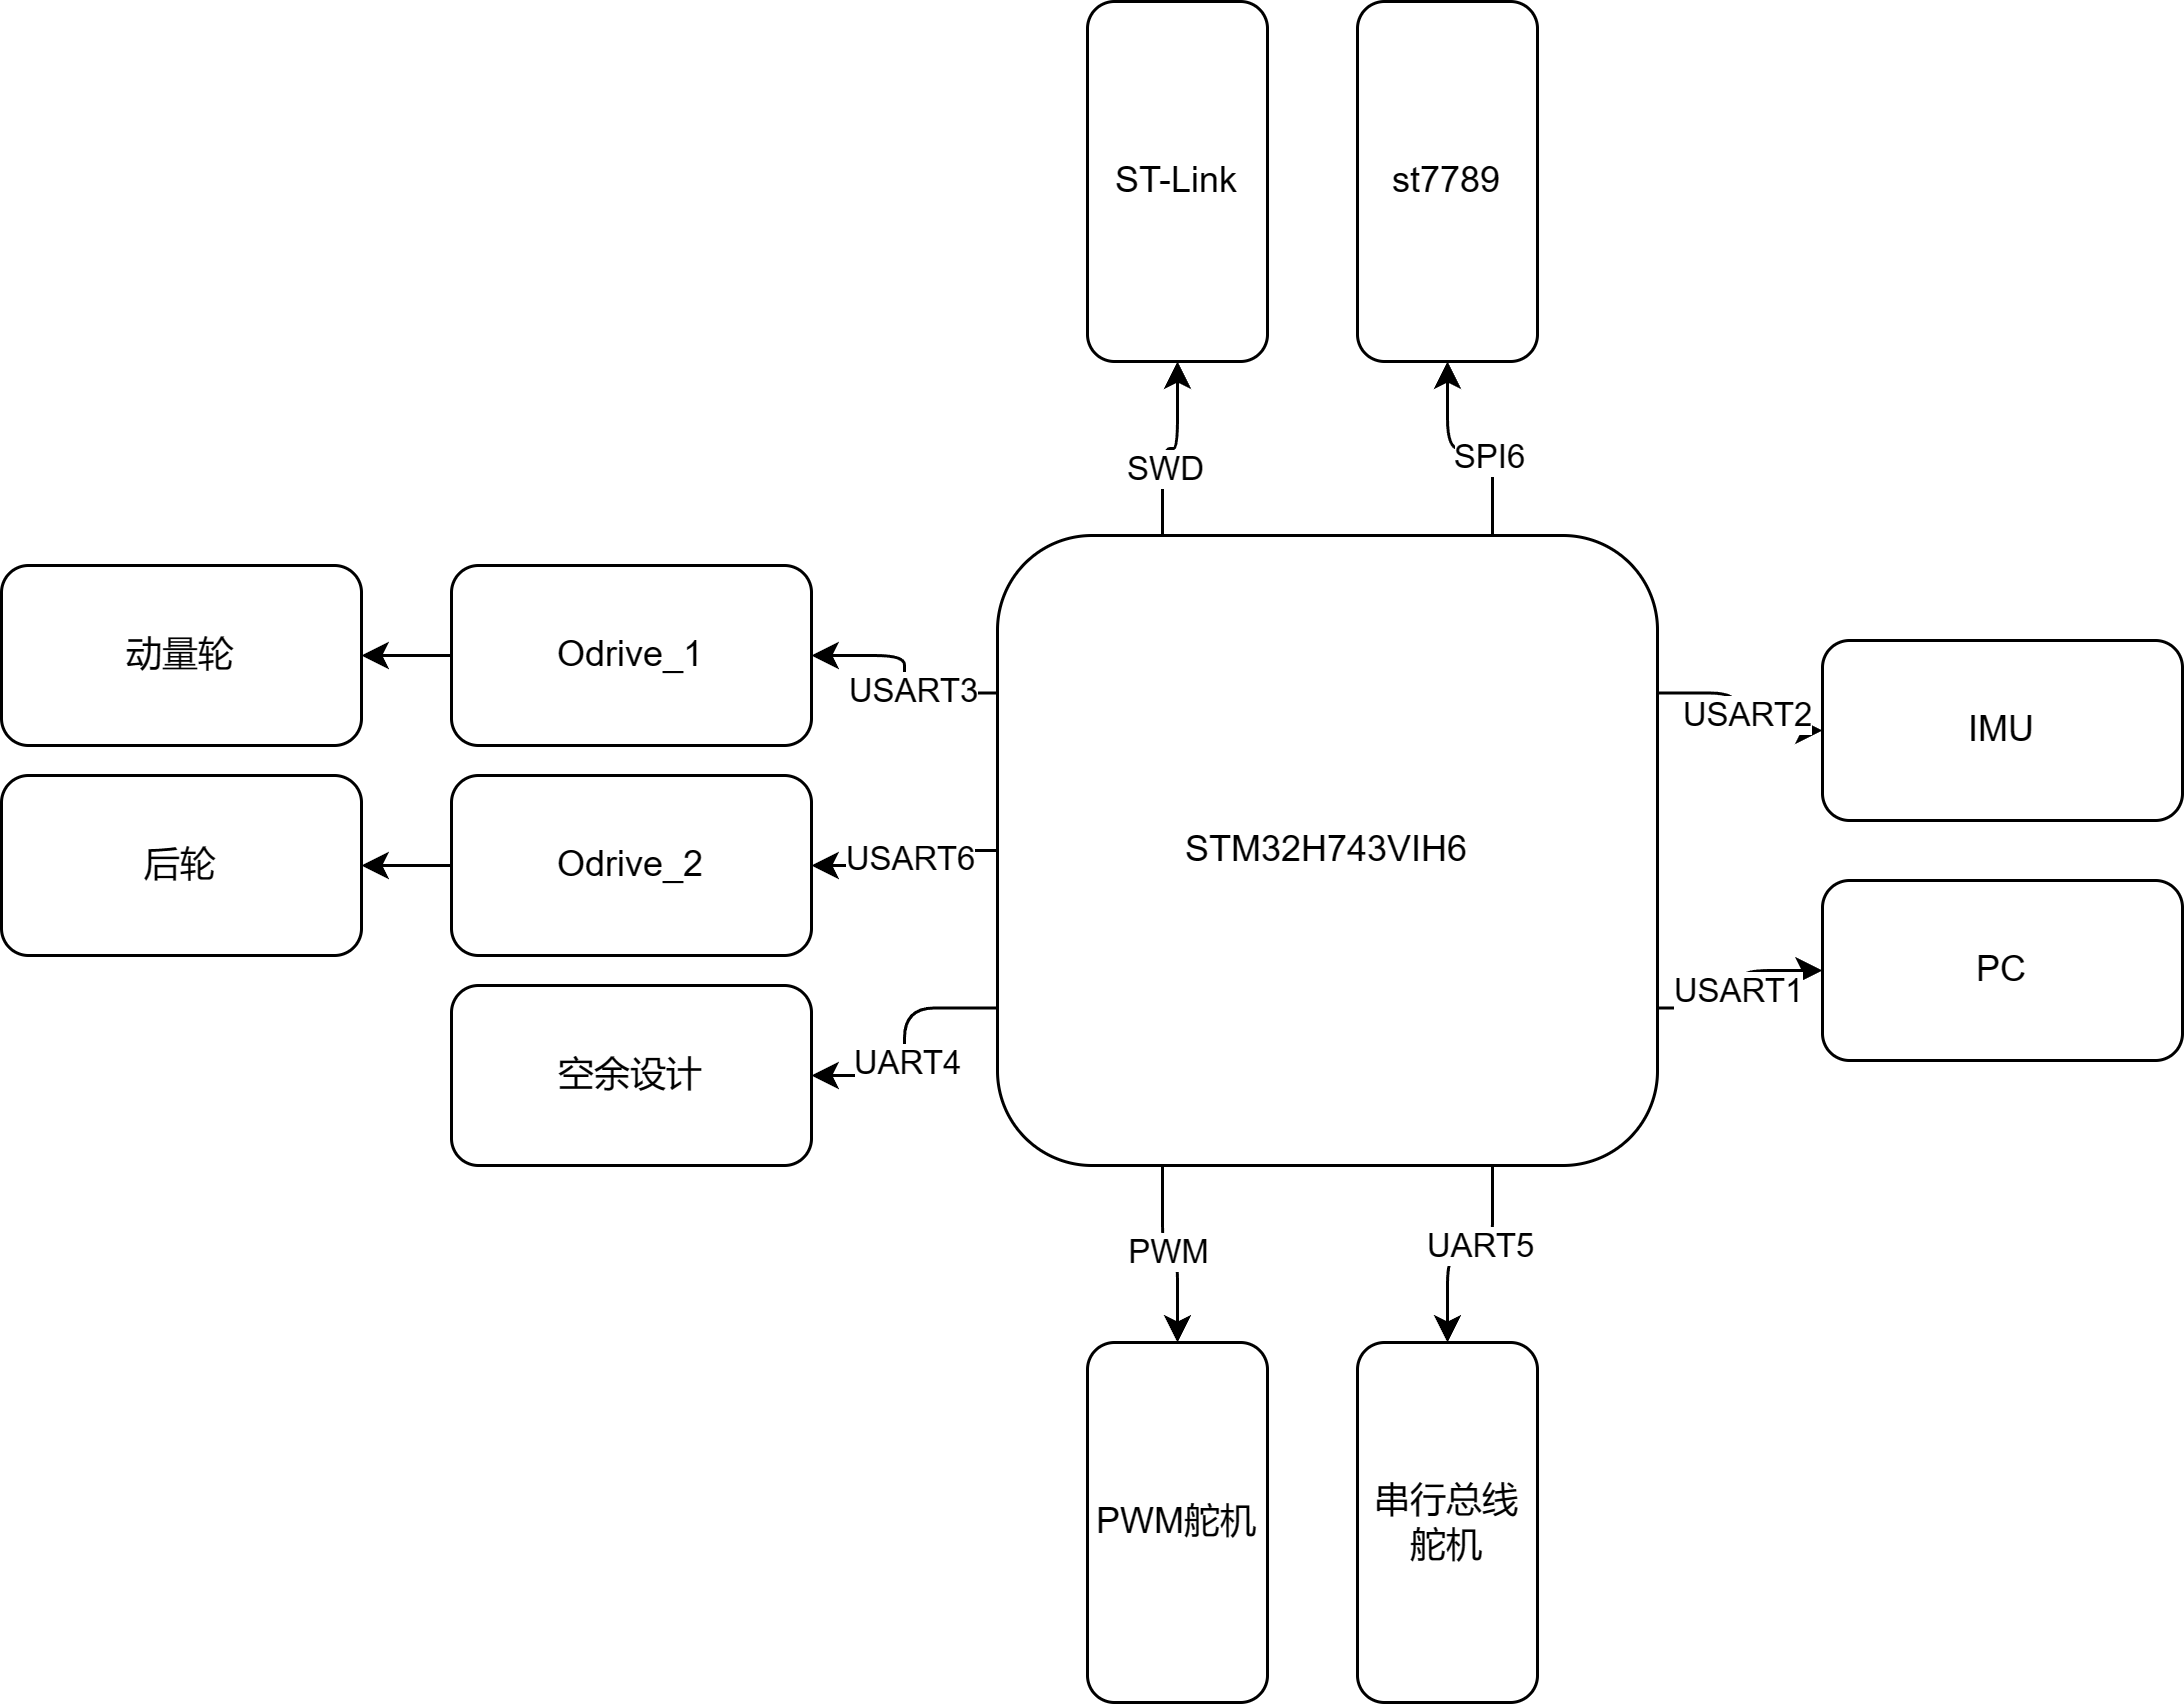 ST-Link
st7789
SWD
SPI6
动量轮
Odrive_1
USART3
USART2
IMU
后轮
Odrive_2
USART6
STM32H743VIH6
PC
USART1
空余设计
UART4
PWM
UART5
PWM舵机
串行总线
舵机